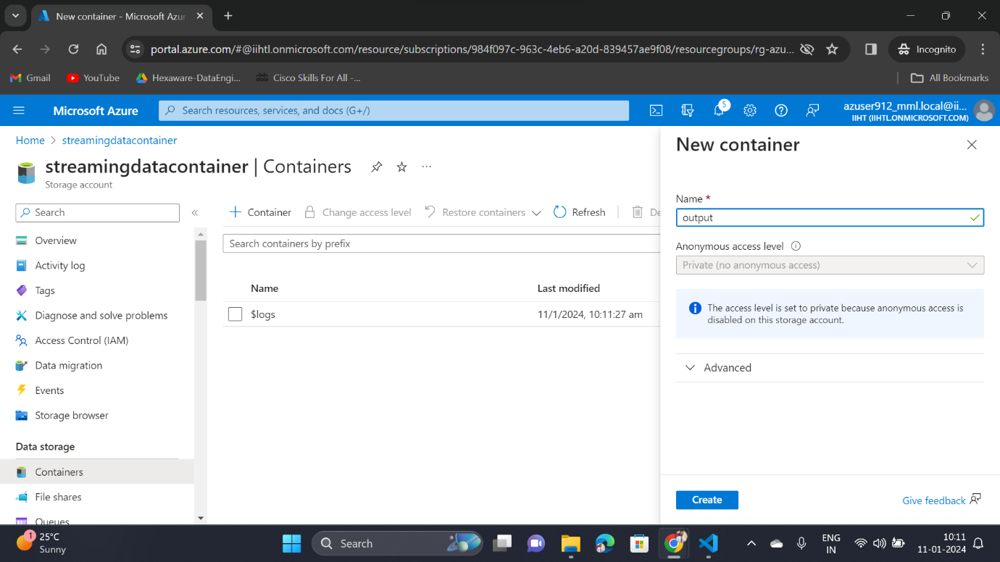 New container - Microsoft Azur
portal.azure.com/#@iihtl.onmicrosoft.com/resource/subscriptions/984f097c-963c-4eb6-a20d-839457ae9f08/resourcegroups/rg-azu...
Incognito
Gmail
YouTube
Hexaware-DataEngi...
Cisco Skills For All -...
All Bookmarks
Microsoft Azure
Search resources, services, and docs (G+/)
5
azuser912_mml.local@ii...
IIHT (IIHTL.ONMICROSOFT.COM)
Home > streamingdatacontainer
streamingdatacontainer | Containers
Storage account
Search
Overview
Activity log
Tags
Diagnose and solve problems
Access Control (IAM)
Data migration
Events
Storage browser
Data storage
Containers
File shares
Queues
+ Container
Change access level
Restore containers
Refresh
De
Search containers by prefix
Name
Last modified
$logs
11/1/2024, 10:11:27 am
New container
Name *
output
Anonymous access level
Private (no anonymous access)
The access level is set to private because anonymous access is
disabled on this storage account.
Advanced
Create
Give feedback
1
25°C
Sunny
Search
ENG
IN
10:11
11-01-2024